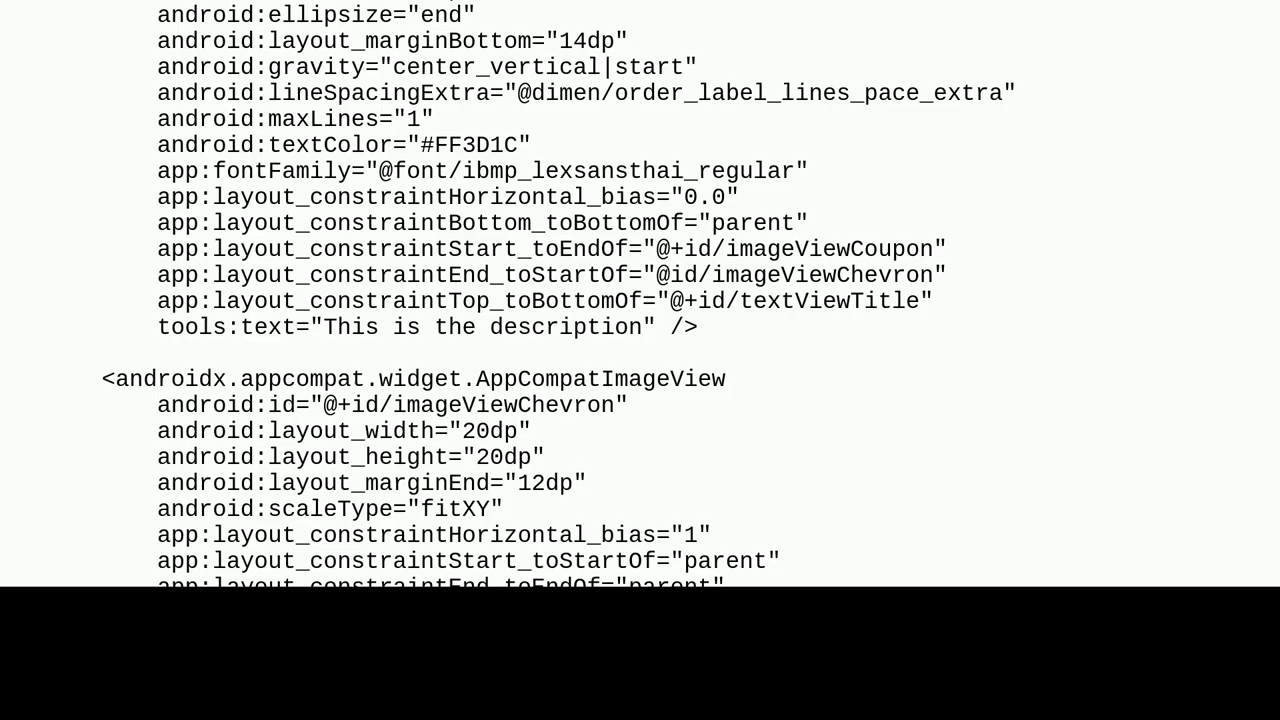 android:ellipsize="end"
android:layout_marginBottom="14dp"
android:gravity="center_vertical|start"
android:lineSpacingExtra="@dimen/order_label_lines_pace_extra"
android:maxLines="1"
android:textColor="#FF3D1C"
app:fontFamily="@font/ibmp_lexsansthai_regular"
app:layout_constraintHorizontal_bias="0.0"
app:layout_constraintBottom_toBottomOf="parent"
app:layout_constraintStart_toEndOf="@+id/imageViewCoupon"
app:layout_constraintEnd_toStartOf="@id/imageViewChevron"
app:layout_constraintTop_toBottomOf="@+id/textViewTitle"
tools:text="This is the description" />
<androidx.appcompat.widget.AppCompatImageView
android:id="@+id/imageViewChevron"
android:layout_width="20dp"
android:layout_height="20dp"
android:layout_marginEnd="12dp"
android:scaleType="fitXY"
app:layout_constraintHorizontal_bias="1"
app:layout_constraintStart_toStartOf="parent"
app:layout_constraintEnd_toEndOf="parent"